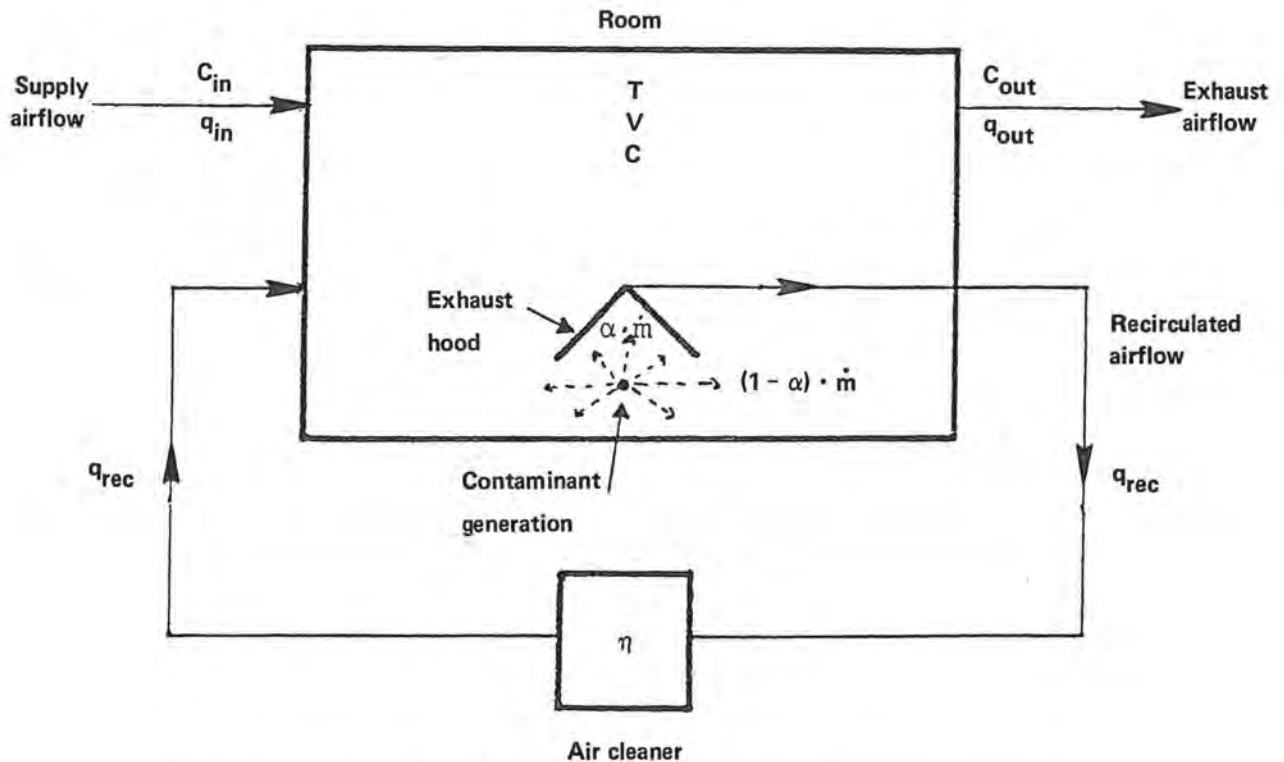 Room
Supply
airflow
C_in
q_in
T
V
C
C_out
q_out
Exhaust
airflow
Exhaust
hood
α · ṁ
(1 - α) · ṁ
Recirculated
airflow
q_rec
Contaminant
generation
q_rec
η
Air cleaner